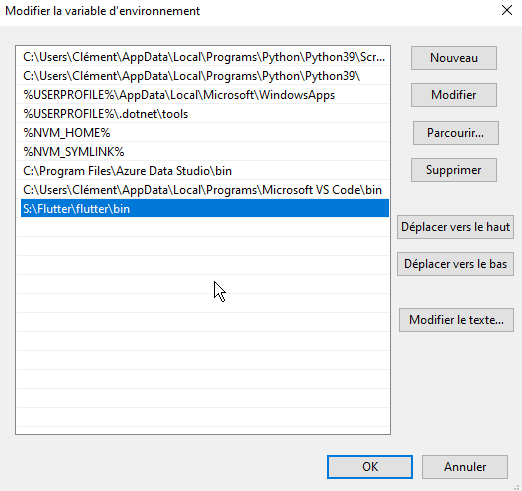 Modifier la variable d'environnement
C:\Users\Clément\AppData\Local\Programs\Python\Python39\Scr...
C:\Users\Clément\AppData\Local\Programs\Python\Python39\
%USERPROFILE%\AppData\Local\Microsoft\WindowsApps
%USERPROFILE%\.dotnet\tools
%NVM_HOME%
%NVM_SYMLINK%
C:\Program Files\Azure Data Studio\bin
C:\Users\Clément\AppData\Local\Programs\Microsoft VS Code\bin
S:\Flutter\flutter\bin
Nouveau
Modifier
Parcourir...
Supprimer
Déplacer vers le haut
Déplacer vers le bas
Modifier le texte...
OK
Annuler